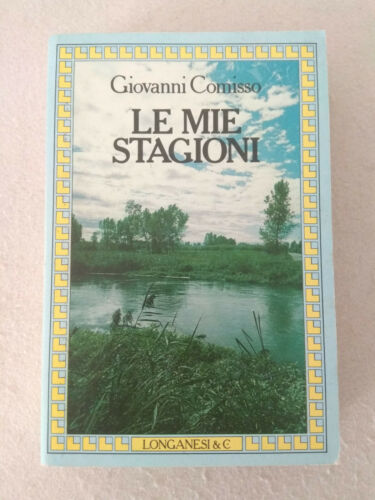 Giovanni Comisso
LE MIE
STAGIONI
LONGANESI & C